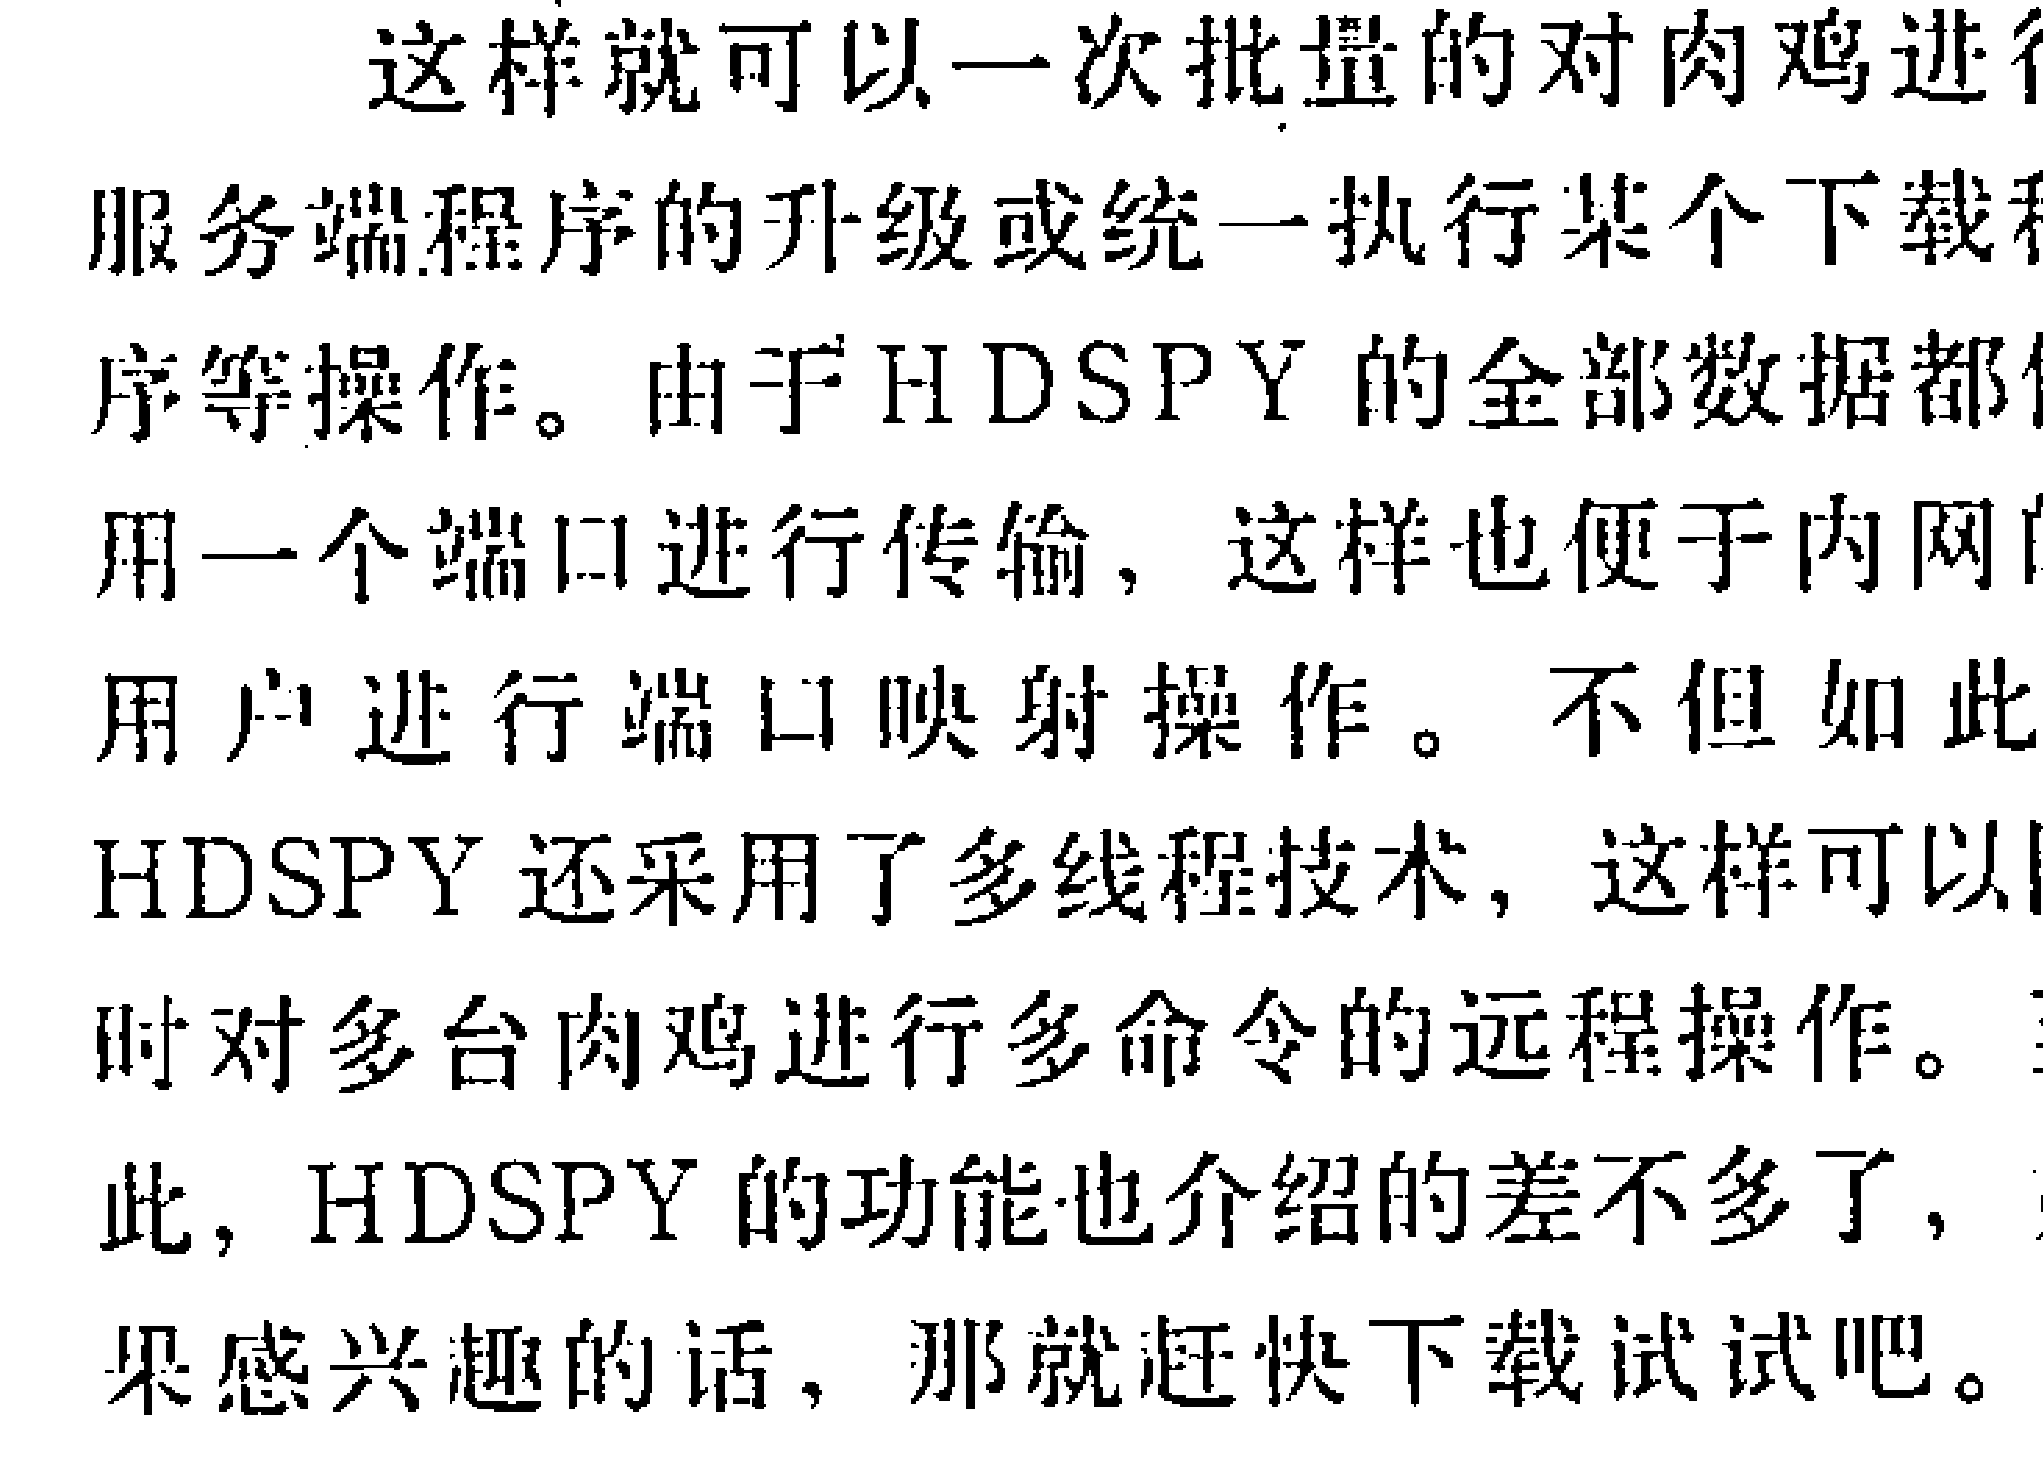 这样就可以一次批量的对肉鸡进行
服务端程序的升级或统一执行某个下载程
序等操作。由于HDSPY的全部数据都使
用一个端口进行传输，这样也便于内网的
用户进行端口映射操作。不但如此
HDSPY还采用了多线程技术，这样可以同
时对多台肉鸡进行多命令的远程操作。至
此，HDSPY的功能也介绍的差不多了，
果感兴趣的话，那就赶快下载试试吧。